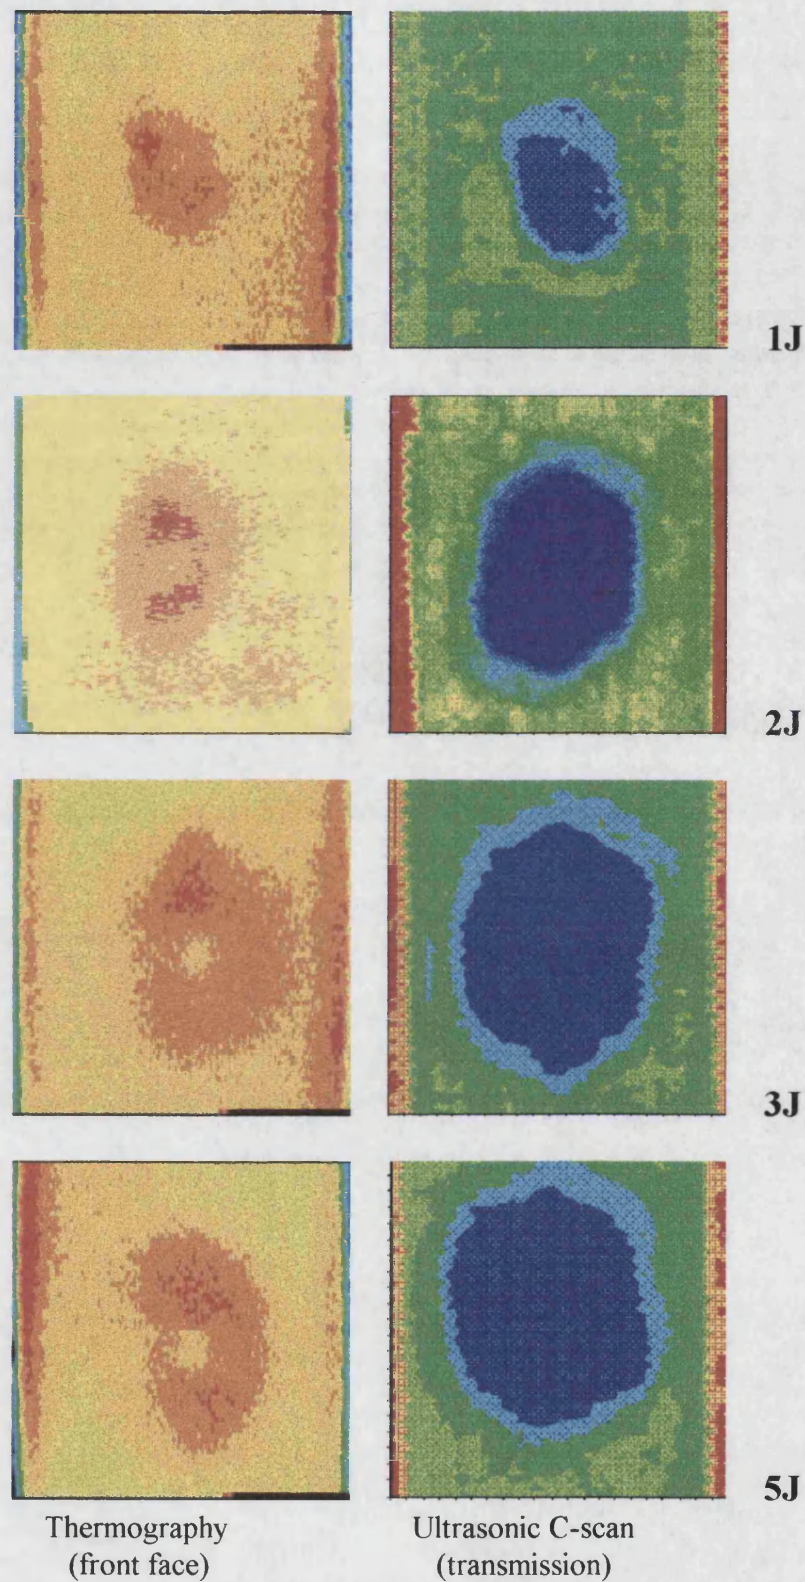 1J
2J
3J
5J
Thermography
(front face)
Ultrasonic C-scan
(transmission)